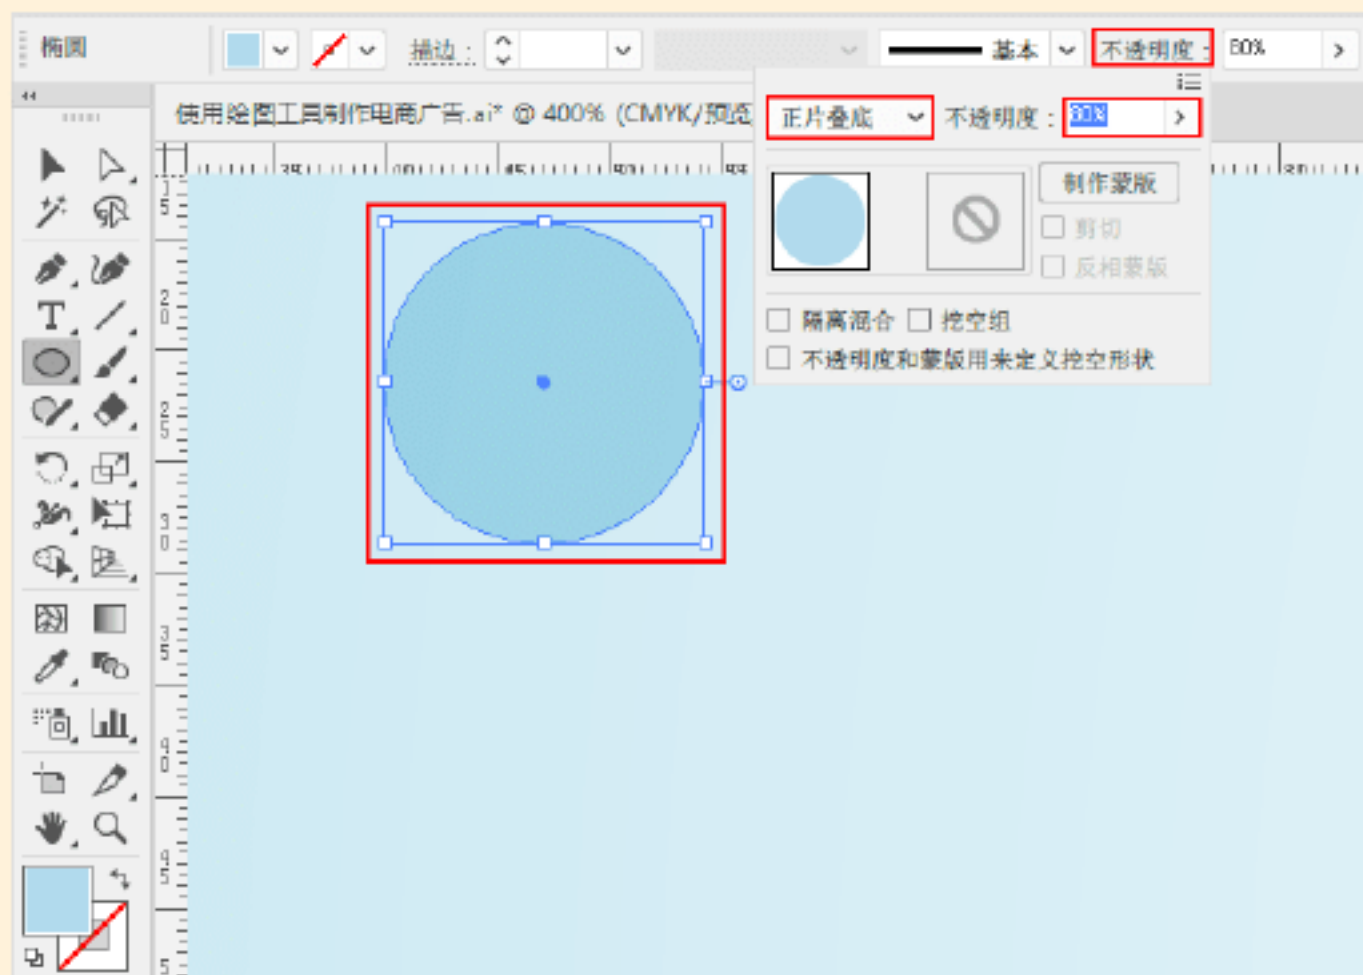 椭圆 描边： 基本 不透明度：
使用绘图工具制作电商广告.ai* @ 400% (CMYK/预览
正片叠底 不透明度：
制作蒙版
剪切
反相蒙版
隔离混合 挖空组
不透明度和蒙版用来定义挖空形状